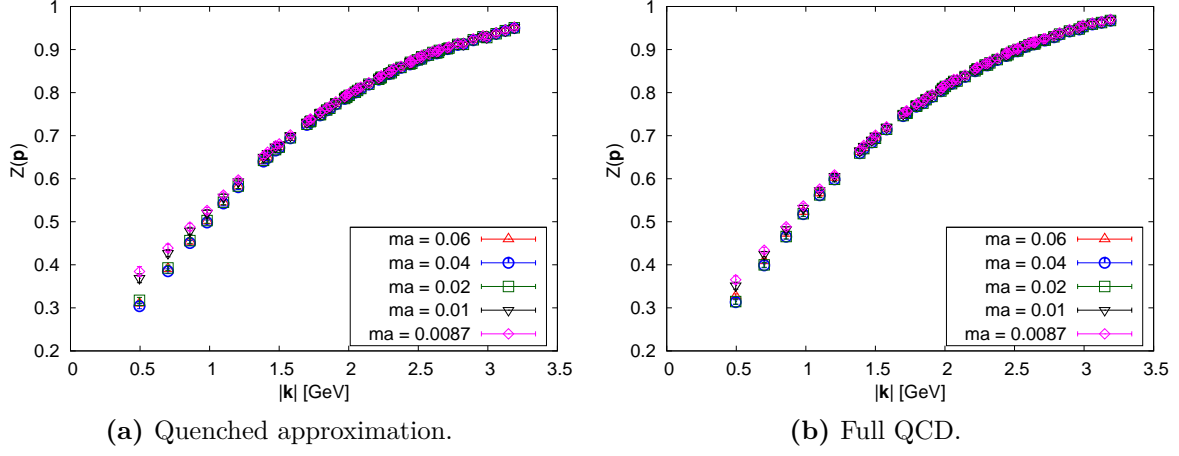 1
0.9
0.8
0.7
0.6
0.5
0.4
0.3
0.2
Z(p)
ma = 0.06
ma = 0.04
ma = 0.02
ma = 0.01
ma = 0.0087
0 0.5 1 1.5 2 2.5 3 3.5
|k| [GeV]
(a) Quenched approximation.
1
0.9
0.8
0.7
0.6
0.5
0.4
0.3
0.2
Z(p)
ma = 0.06
ma = 0.04
ma = 0.02
ma = 0.01
ma = 0.0087
0 0.5 1 1.5 2 2.5 3 3.5
|k| [GeV]
(b) Full QCD.